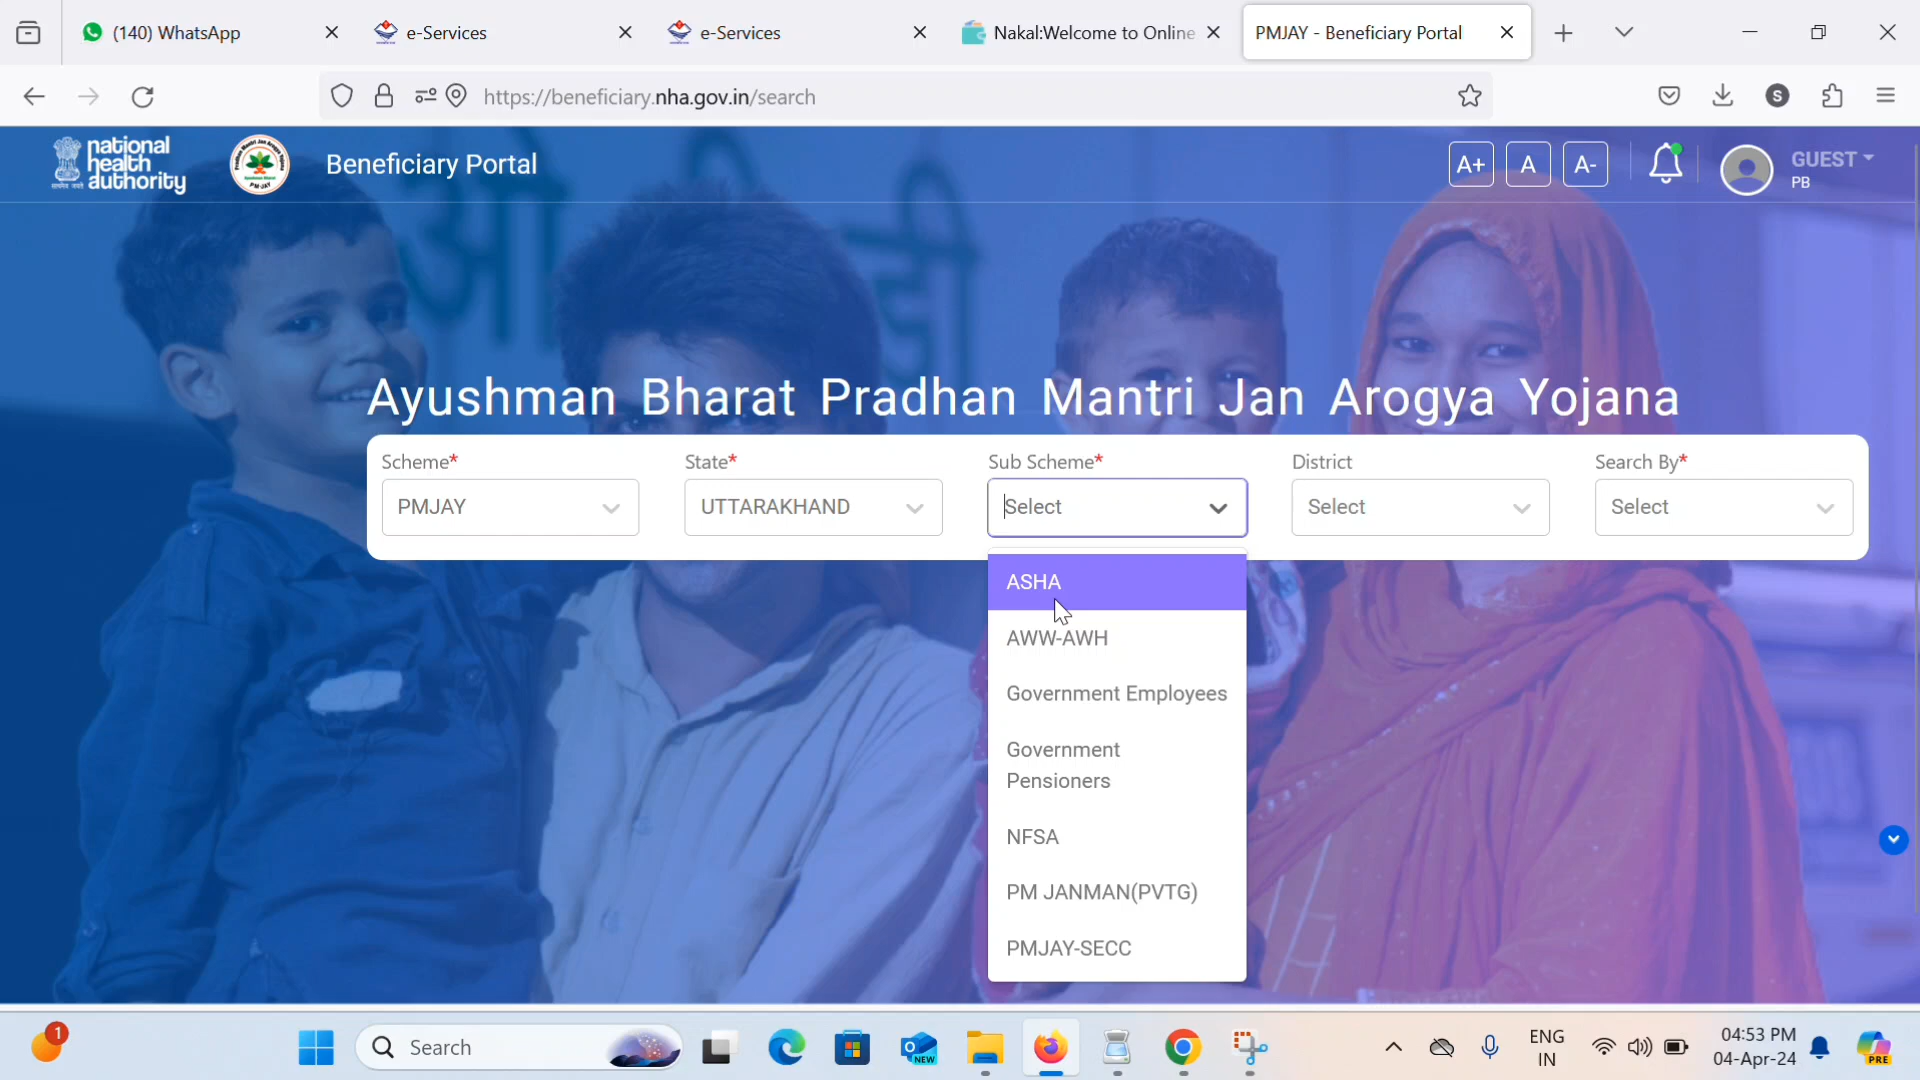 (140) WhatsApp
e-Services
e-Services
Nakal:Welcome to Online
PMJAY - Beneficiary Portal
https://beneficiary.nha.gov.in/search
S
national
health
authority
Beneficiary Portal
A+
A
A-
GUEST
PB
Ayushman Bharat Pradhan Mantri Jan Arogya Yojana
Scheme*
State*
Sub Scheme*
District
Search By*
PMJAY
UTTARAKHAND
Select
Select
Select
ASHA
AWW-AWH
Government Employees
Government
Pensioners
NFSA
PM JANMAN(PVTG)
PMJAY-SECC
1
Search
NEW
ENG
IN
04:53 PM
04-Apr-24
PRE